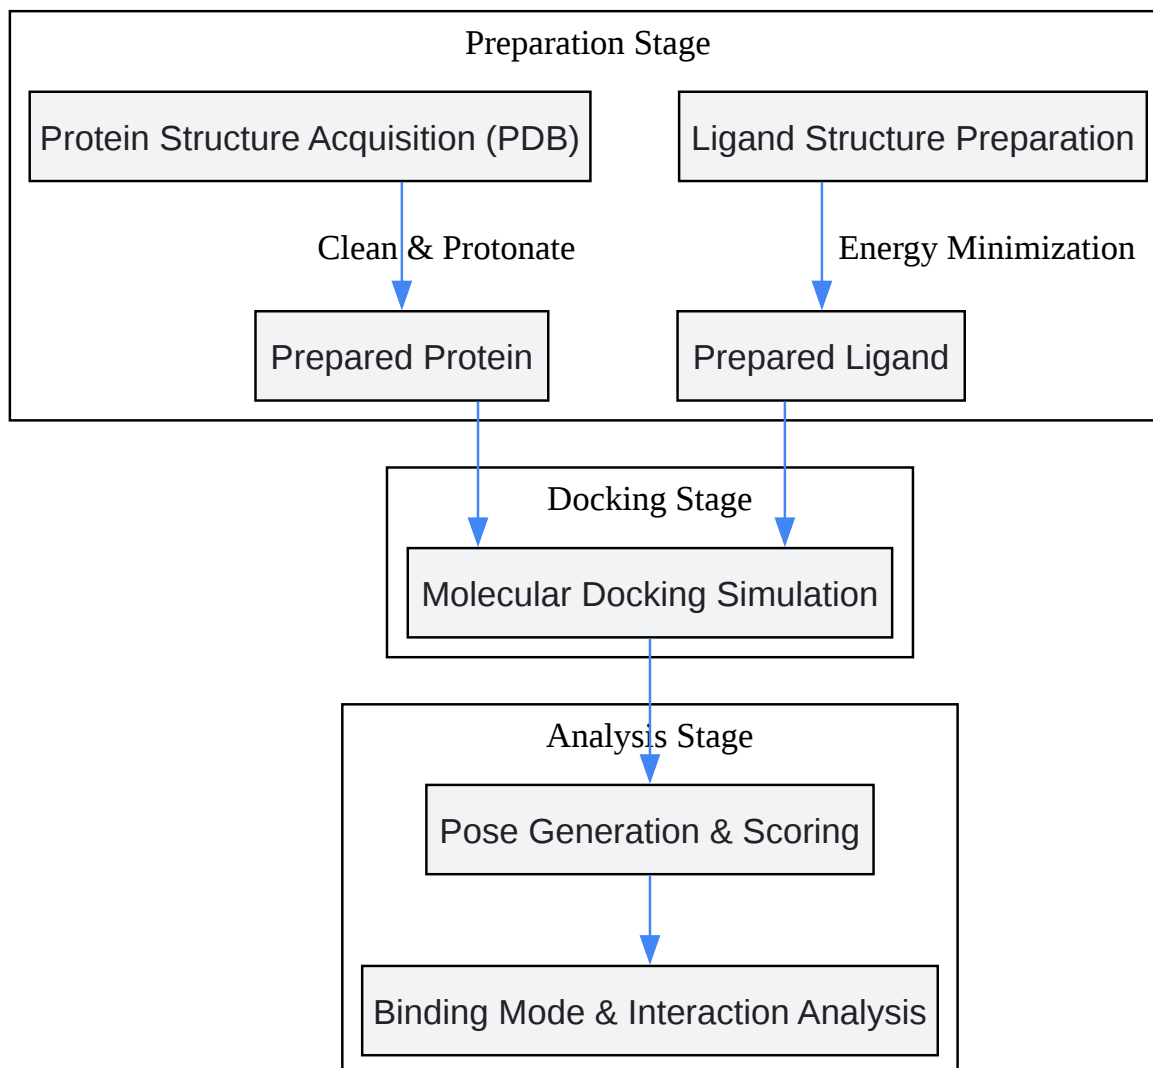 Preparation Stage
Protein Structure Acquisition (PDB)
Ligand Structure Preparation
Clean & Protonate
Energy Minimization
Prepared Protein
Prepared Ligand
Docking Stage
Molecular Docking Simulation
Analysis Stage
Pose Generation & Scoring
Binding Mode & Interaction Analysis